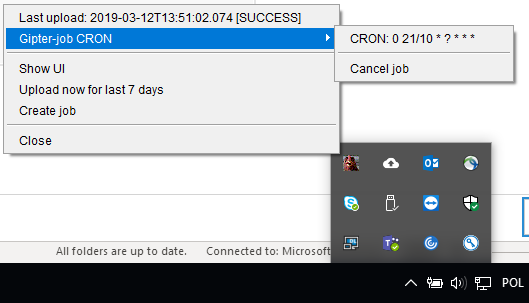 Last upload: 2019-03-12T13:51:02.074 [SUCCESS]
Gipter-job CRON
CRON: 0 21/10 * ? * * *
Cancel job
Show UI
Upload now for last 7 days
Create job
Close
All folders are up to date.
Connected to: Microsoft
POL